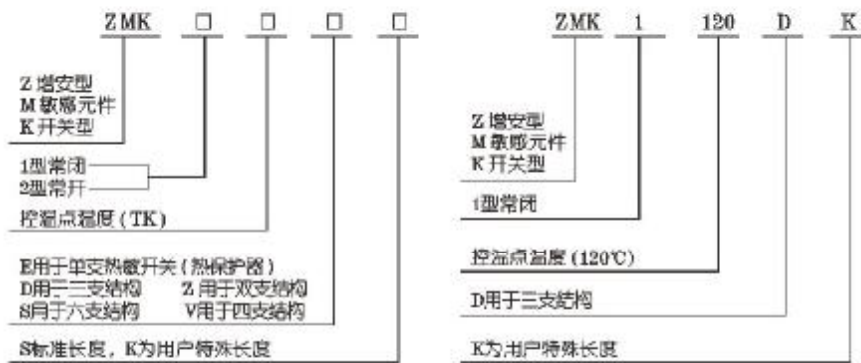 ZMK □ □ □ □
Z 增安型
M 敏感元件
K 开关型
1型常闭
2型常开
控温点温度 (TK)
E用于单支热敏开关 (热保护器)
D用于三支结构 Z 用于双支结构
S用于六支结构 V用于四支结构
S标准长度, K为用户特殊长度
ZMK 1 120 D K
Z 增安型
M 敏感元件
K 开关型
1型常闭
控温点温度 (120℃)
D用于三支结构
K为用户特殊长度